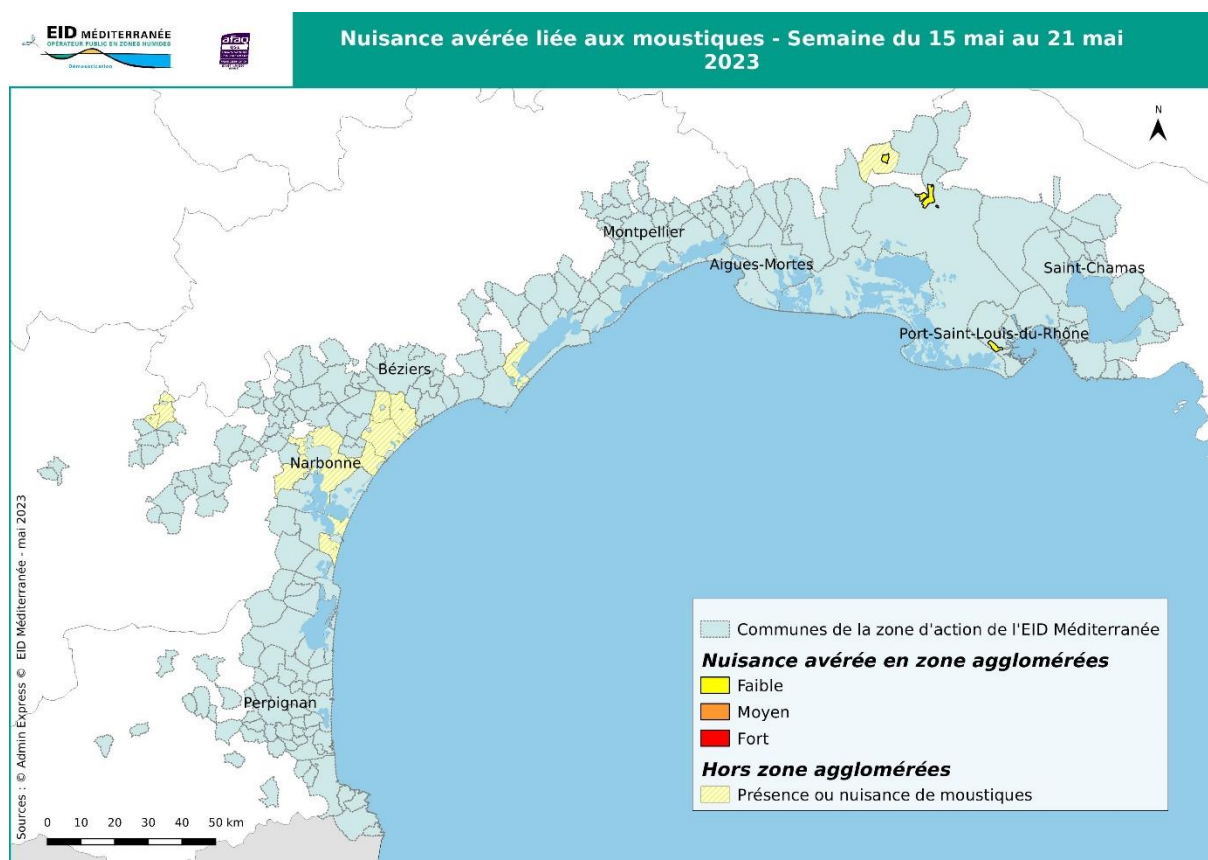 EID MÉDITERRANÉE
OPÉRATEUR PUBLIC EN ZONES HUMIDES
Démoustication
afaq
Nuisance avérée liée aux moustiques - Semaine du 15 mai au 21 mai
2023
N
Montpellier
Aigues-Mortes
Saint-Chamas
Port-Saint-Louis-du-Rhône
Béziers
Narbonne
Perpignan
Communes de la zone d'action de l'EID Méditerranée
Nuisance avérée en zone agglomérées
Faible
Moyen
Fort
Hors zone agglomérées
Présence ou nuisance de moustiques
0 10 20 30 40 50 km
Sources : © Admin Express © EID Méditerranée - mai 2023